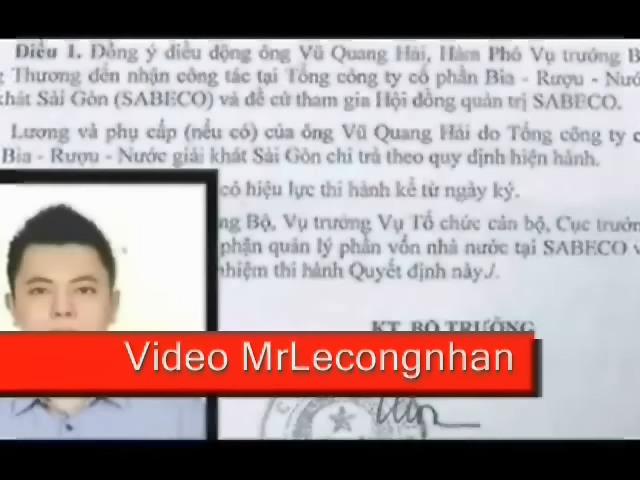 Điều 1. Đồng ý điều động ông Vũ Quang Hải, Hàm Phó Vụ trưởng
Thương đến nhận công tác tại Tổng công ty cổ phần Bia - Rượu - Nước
khát Sài Gòn (SABECO) và đề cử tham gia Hội đồng quản trị SABECO.
Lương và phụ cấp (nếu có) của ông Vũ Quang Hải do Tổng công ty
Bia - Rượu - Nước giải khát Sài Gòn chi trả theo quy định hiện hành.
có hiệu lực thi hành kể từ ngày ký.
Bộ, Vụ trưởng Vụ Tổ chức cán bộ, Cục trưởng
phận quản lý phần vốn nhà nước tại SABECO
nhiệm thi hành Quyết định này./.
KT. BỘ TRƯỞNG
Video MrLecongnhan